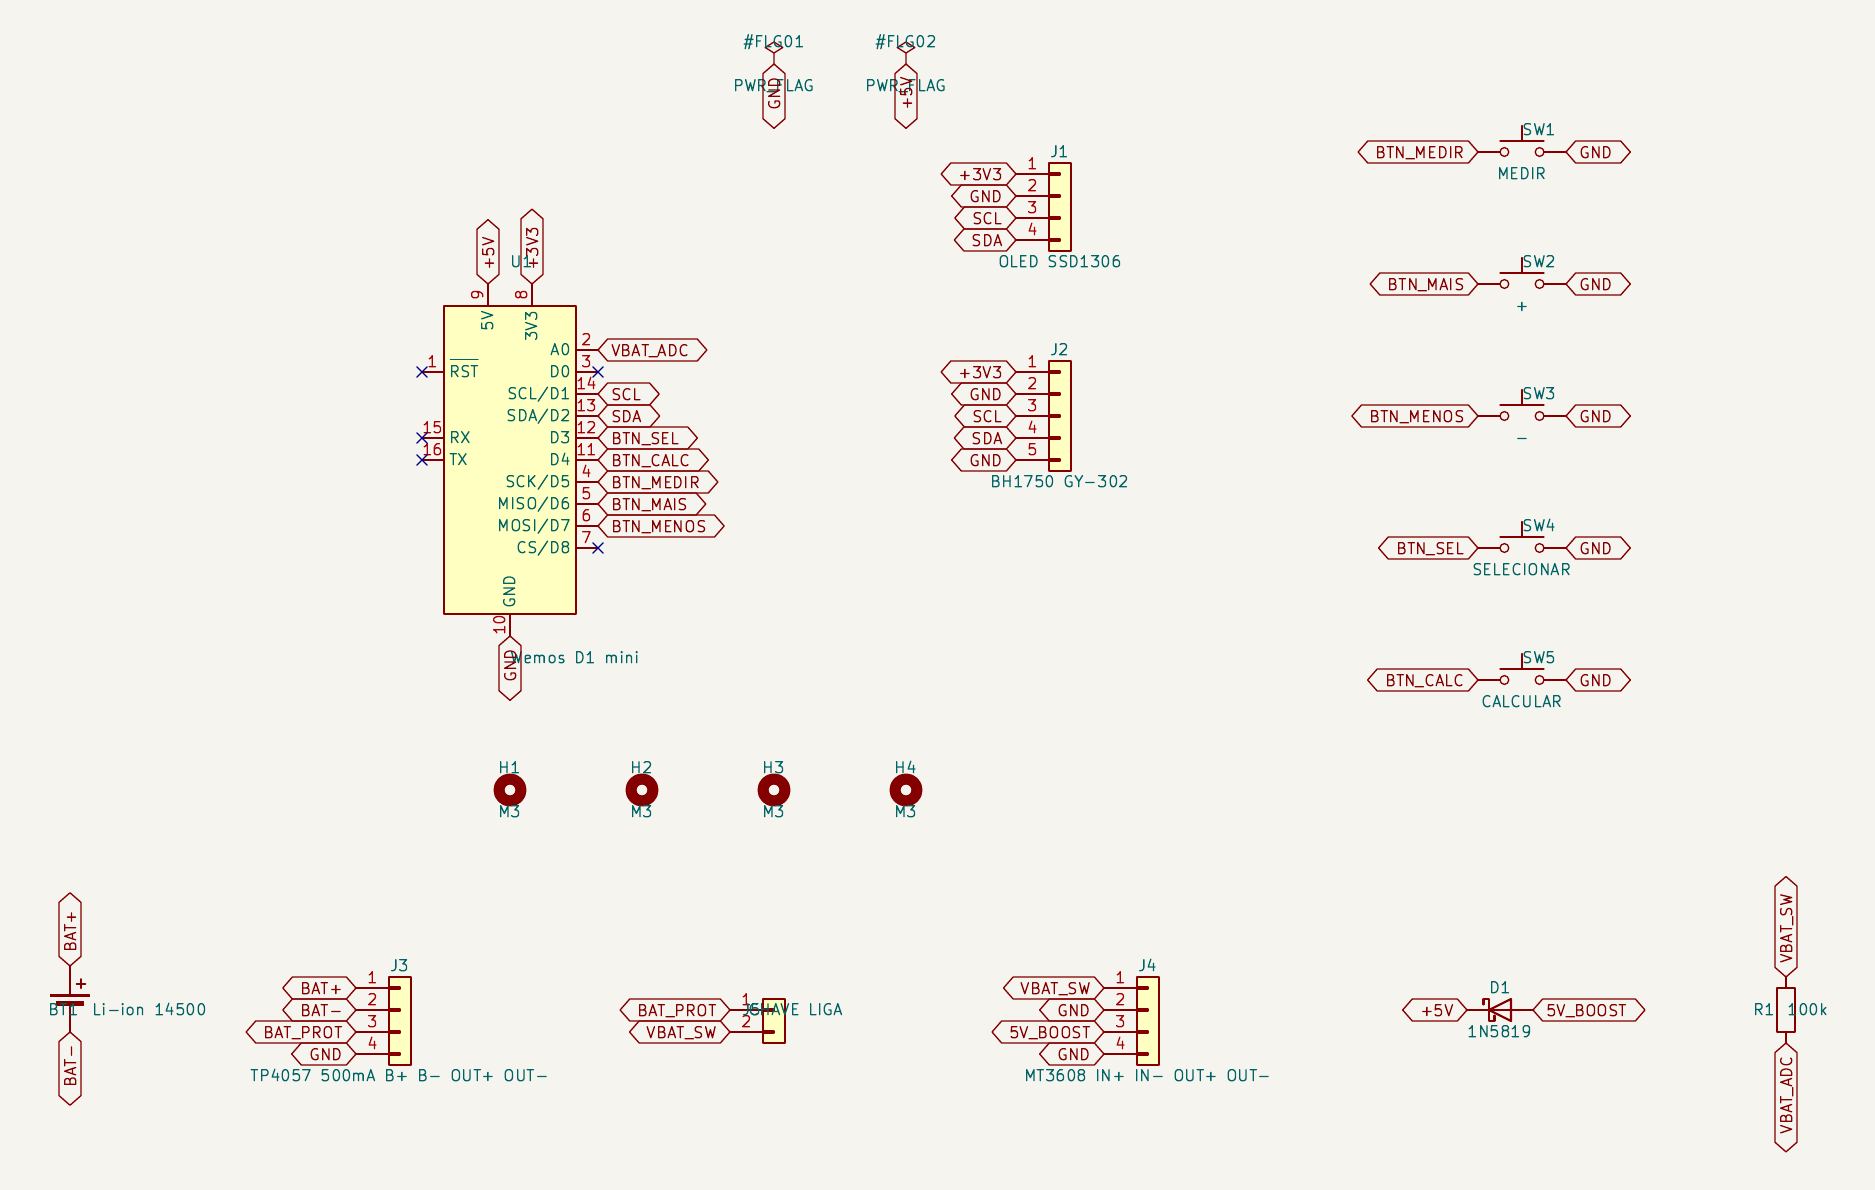 #FLG01
PWR_FLAG
GND
#FLG02
PWR_FLAG
+5V
J1
+3V3 1
GND 2
SCL 3
SDA 4
OLED SSD1306
SW1
BTN_MEDIR GND
MEDIR
SW2
BTN_MAIS GND
+
SW3
BTN_MENOS GND
-
SW4
BTN_SEL GND
SELECIONAR
SW5
BTN_CALC GND
CALCULAR
+5V
+3V3
U1
9 8
5V 3V3
A0 2 VBAT_ADC
1 RST
D0 3
SCL/D1 14 SCL
SDA/D2 13 SDA
15 RX
D3 12 BTN_SEL
16 TX
D4 11 BTN_CALC
SCK/D5 4 BTN_MEDIR
MISO/D6 5 BTN_MAIS
MOSI/D7 6 BTN_MENOS
CS/D8 7
GND
10
GND
Wemos D1 mini
J2
+3V3 1
GND 2
SCL 3
SDA 4
GND 5
BH1750 GY-302
H1
M3
H2
M3
H3
M3
H4
M3
BAT+
+
BT1 Li-ion 14500
BAT-
J3
BAT+ 1
BAT- 2
BAT_PROT 3
GND 4
TP4057 500mA B+ B- OUT+ OUT-
BAT_PROT 1
VBAT_SW 2
LIGA
J4
VBAT_SW 1
GND 2
5V_BOOST 3
GND 4
MT3608 IN+ IN- OUT+ OUT-
D1
+5V 5V_BOOST
1N5819
VBAT_SW
R1 100k
VBAT_ADC